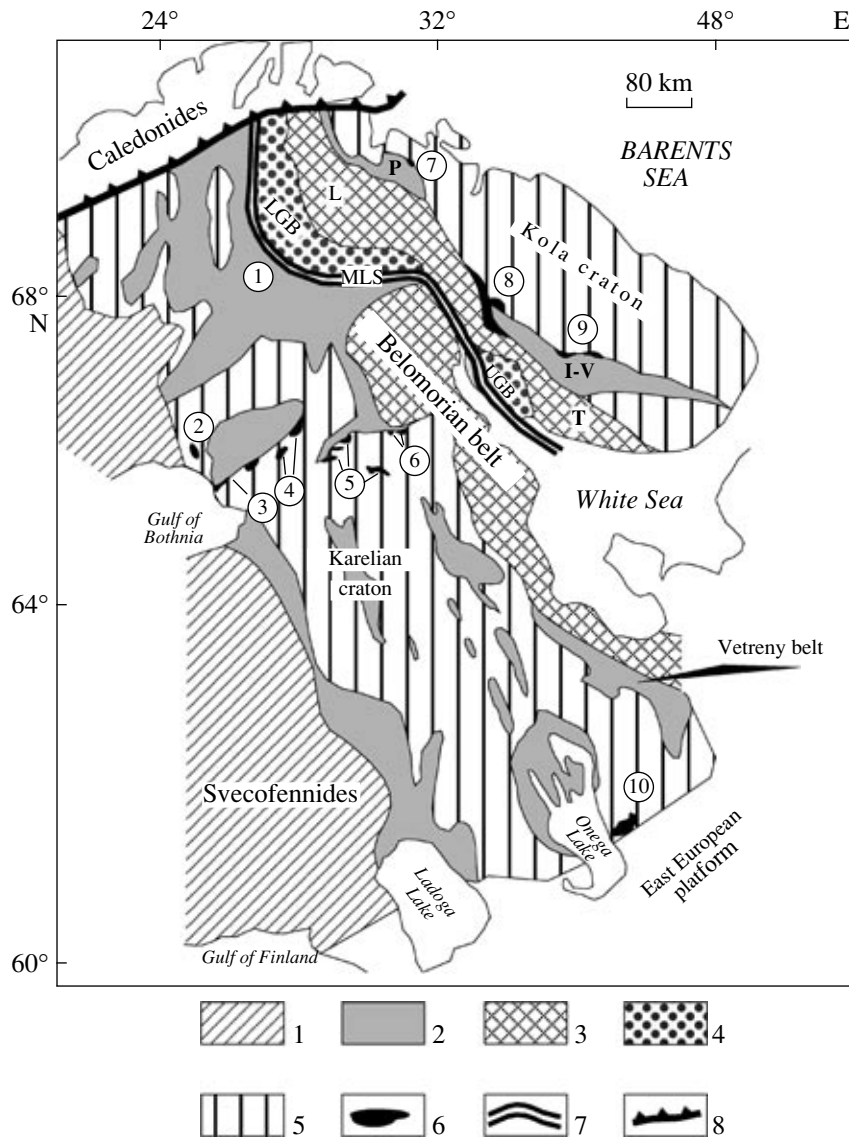 24° 32° 48° E
80 km
Caledonides
BARENTS
SEA
P 7
L
LGB
Kola craton
1 MLS
8
68°
N
9
I-V
UGB
T
Belomorian belt
2
6
5
4
3
White Sea
Gulf of
Bothnia
Karelian
craton
64°
Vetreny belt
Svecofennides
10
Onega
Lake
East European
platform
Ladoga
Lake
60°
Gulf of Finland
1 2 3 4
5 6 7 8